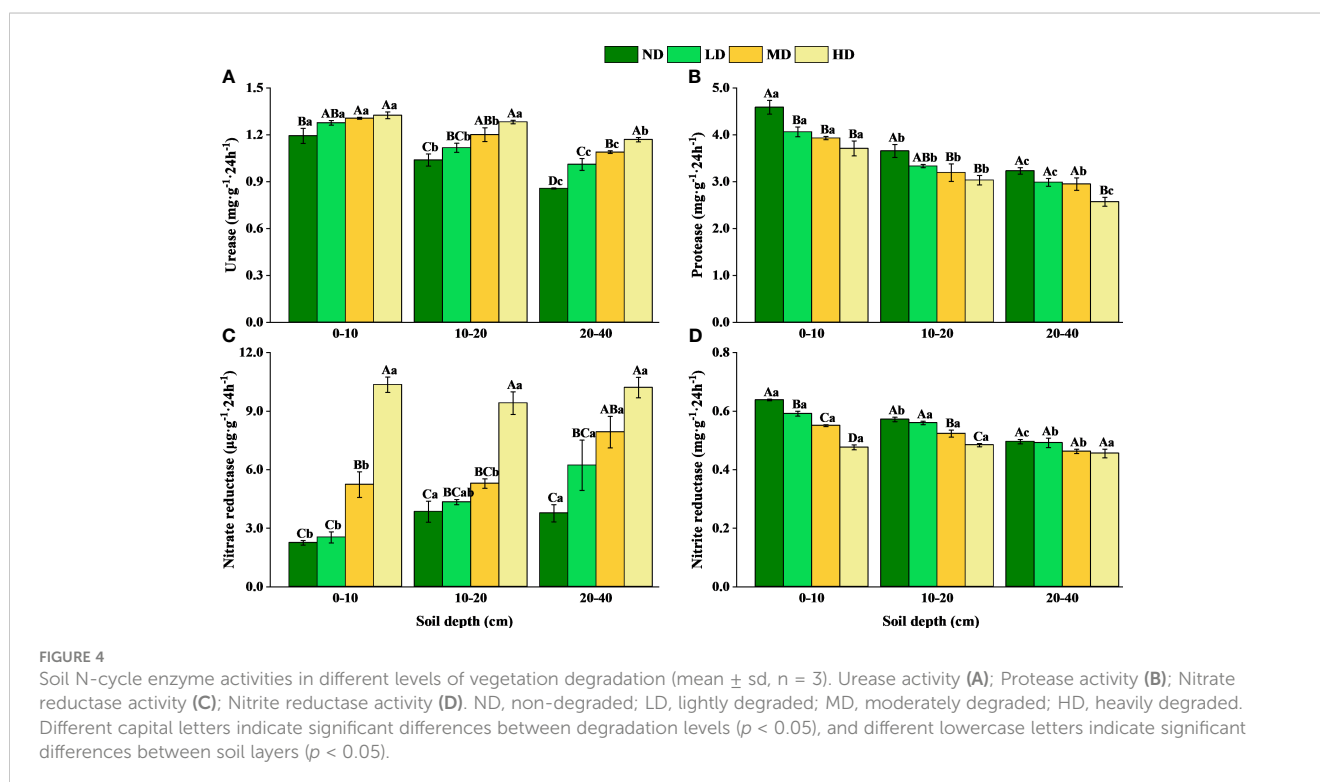 ND LD MD HD
A
Urease (mg·g⁻¹·24h⁻¹)
1.5
1.2
0.9
0.6
0.3
0.0
Ba ABa Aa Aa
Cb BCb ABb Aa
Dc Cc Bc Ab
0-10 10-20 20-40
B
Protease (mg·g⁻¹·24h⁻¹)
5.0
4.0
3.0
2.0
1.0
0.0
Aa Ba Ba Ba
Ab ABb Bb Bb
Ac Ac Ab Bc
0-10 10-20 20-40
C
Nitrate reductase (μg·g⁻¹·24h⁻¹)
12.0
9.0
6.0
3.0
0.0
Cb Cb Bb Aa
Ca BCab BCb Aa
Ca BCa ABa Aa
0-10 10-20 20-40
Soil depth (cm)
D
Nitrite reductase (mg·g⁻¹·24h⁻¹)
0.8
0.6
0.4
0.2
0.0
Aa Ba Ca Da
Ab Aa Ba Ca
Ac Ab Ab Aa
0-10 10-20 20-40
Soil depth (cm)
FIGURE 4
Soil N-cycle enzyme activities in different levels of vegetation degradation (mean ± sd, n = 3). Urease activity (A); Protease activity (B); Nitrate
reductase activity (C); Nitrite reductase activity (D). ND, non-degraded; LD, lightly degraded; MD, moderately degraded; HD, heavily degraded.
Different capital letters indicate significant differences between degradation levels (p < 0.05), and different lowercase letters indicate significant
differences between soil layers (p < 0.05).